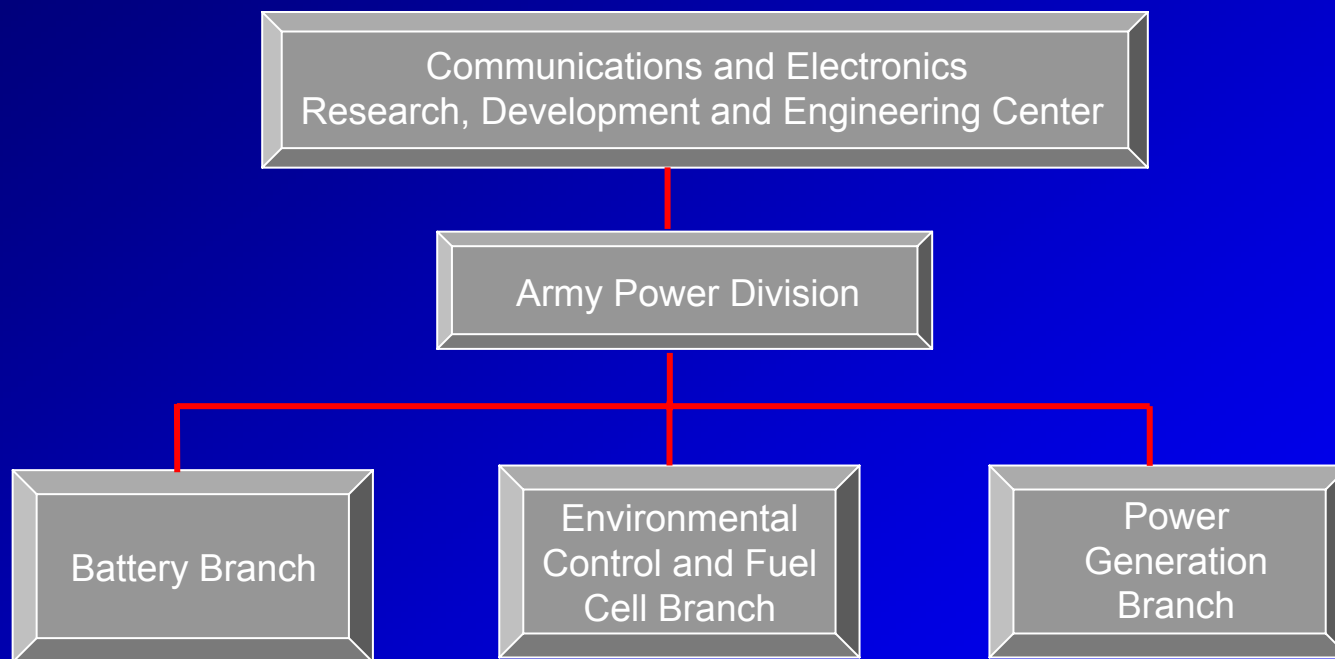 Communications and Electronics
Research, Development and Engineering Center
Army Power Division
Battery Branch
Environmental
Control and Fuel
Cell Branch
Power
Generation
Branch